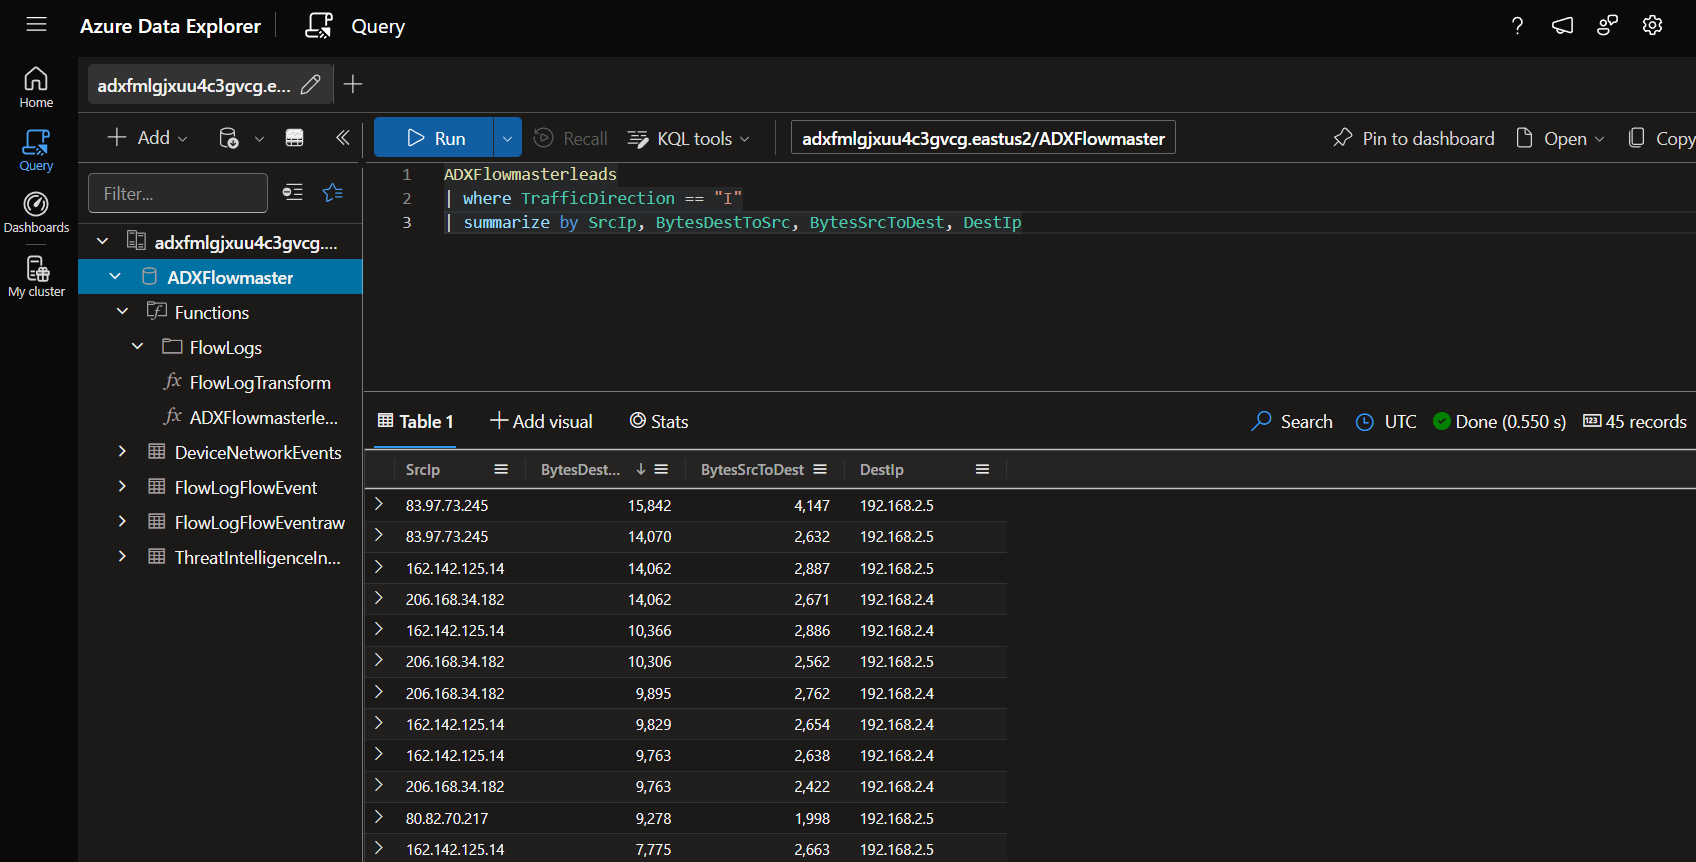 Azure Data Explorer
Query
Home
Query
Dashboards
My cluster
adxfmlgjxuu4c3gvcg.e...
Add
Run
Recall
KQL tools
adxfmlgjxuu4c3gvcg.eastus2/ADXFlowmaster
Pin to dashboard
Open
Copy
Filter...
adxfmlgjxuu4c3gvcg....
ADXFlowmaster
Functions
FlowLogs
FlowLogTransform
ADXFlowmasterle...
DeviceNetworkEvents
FlowLogFlowEvent
FlowLogFlowEventraw
ThreatIntelligenceIn...
1 ADXFlowmasterleads
2 | where TrafficDirection == "I"
3 | summarize by SrcIp, BytesDestToSrc, BytesSrcToDest, DestIp
Table 1
Add visual
Stats
Search
UTC
Done (0.550 s)
123 45 records
SrcIp BytesDest... BytesSrcToDest DestIp
83.97.73.245 15,842 4,147 192.168.2.5
83.97.73.245 14,070 2,632 192.168.2.5
162.142.125.14 14,062 2,887 192.168.2.5
206.168.34.182 14,062 2,671 192.168.2.4
162.142.125.14 10,366 2,886 192.168.2.4
206.168.34.182 10,306 2,562 192.168.2.5
206.168.34.182 9,895 2,762 192.168.2.4
162.142.125.14 9,829 2,654 192.168.2.4
162.142.125.14 9,763 2,638 192.168.2.4
206.168.34.182 9,763 2,422 192.168.2.4
80.82.70.217 9,278 1,998 192.168.2.5
162.142.125.14 7,775 2,663 192.168.2.5